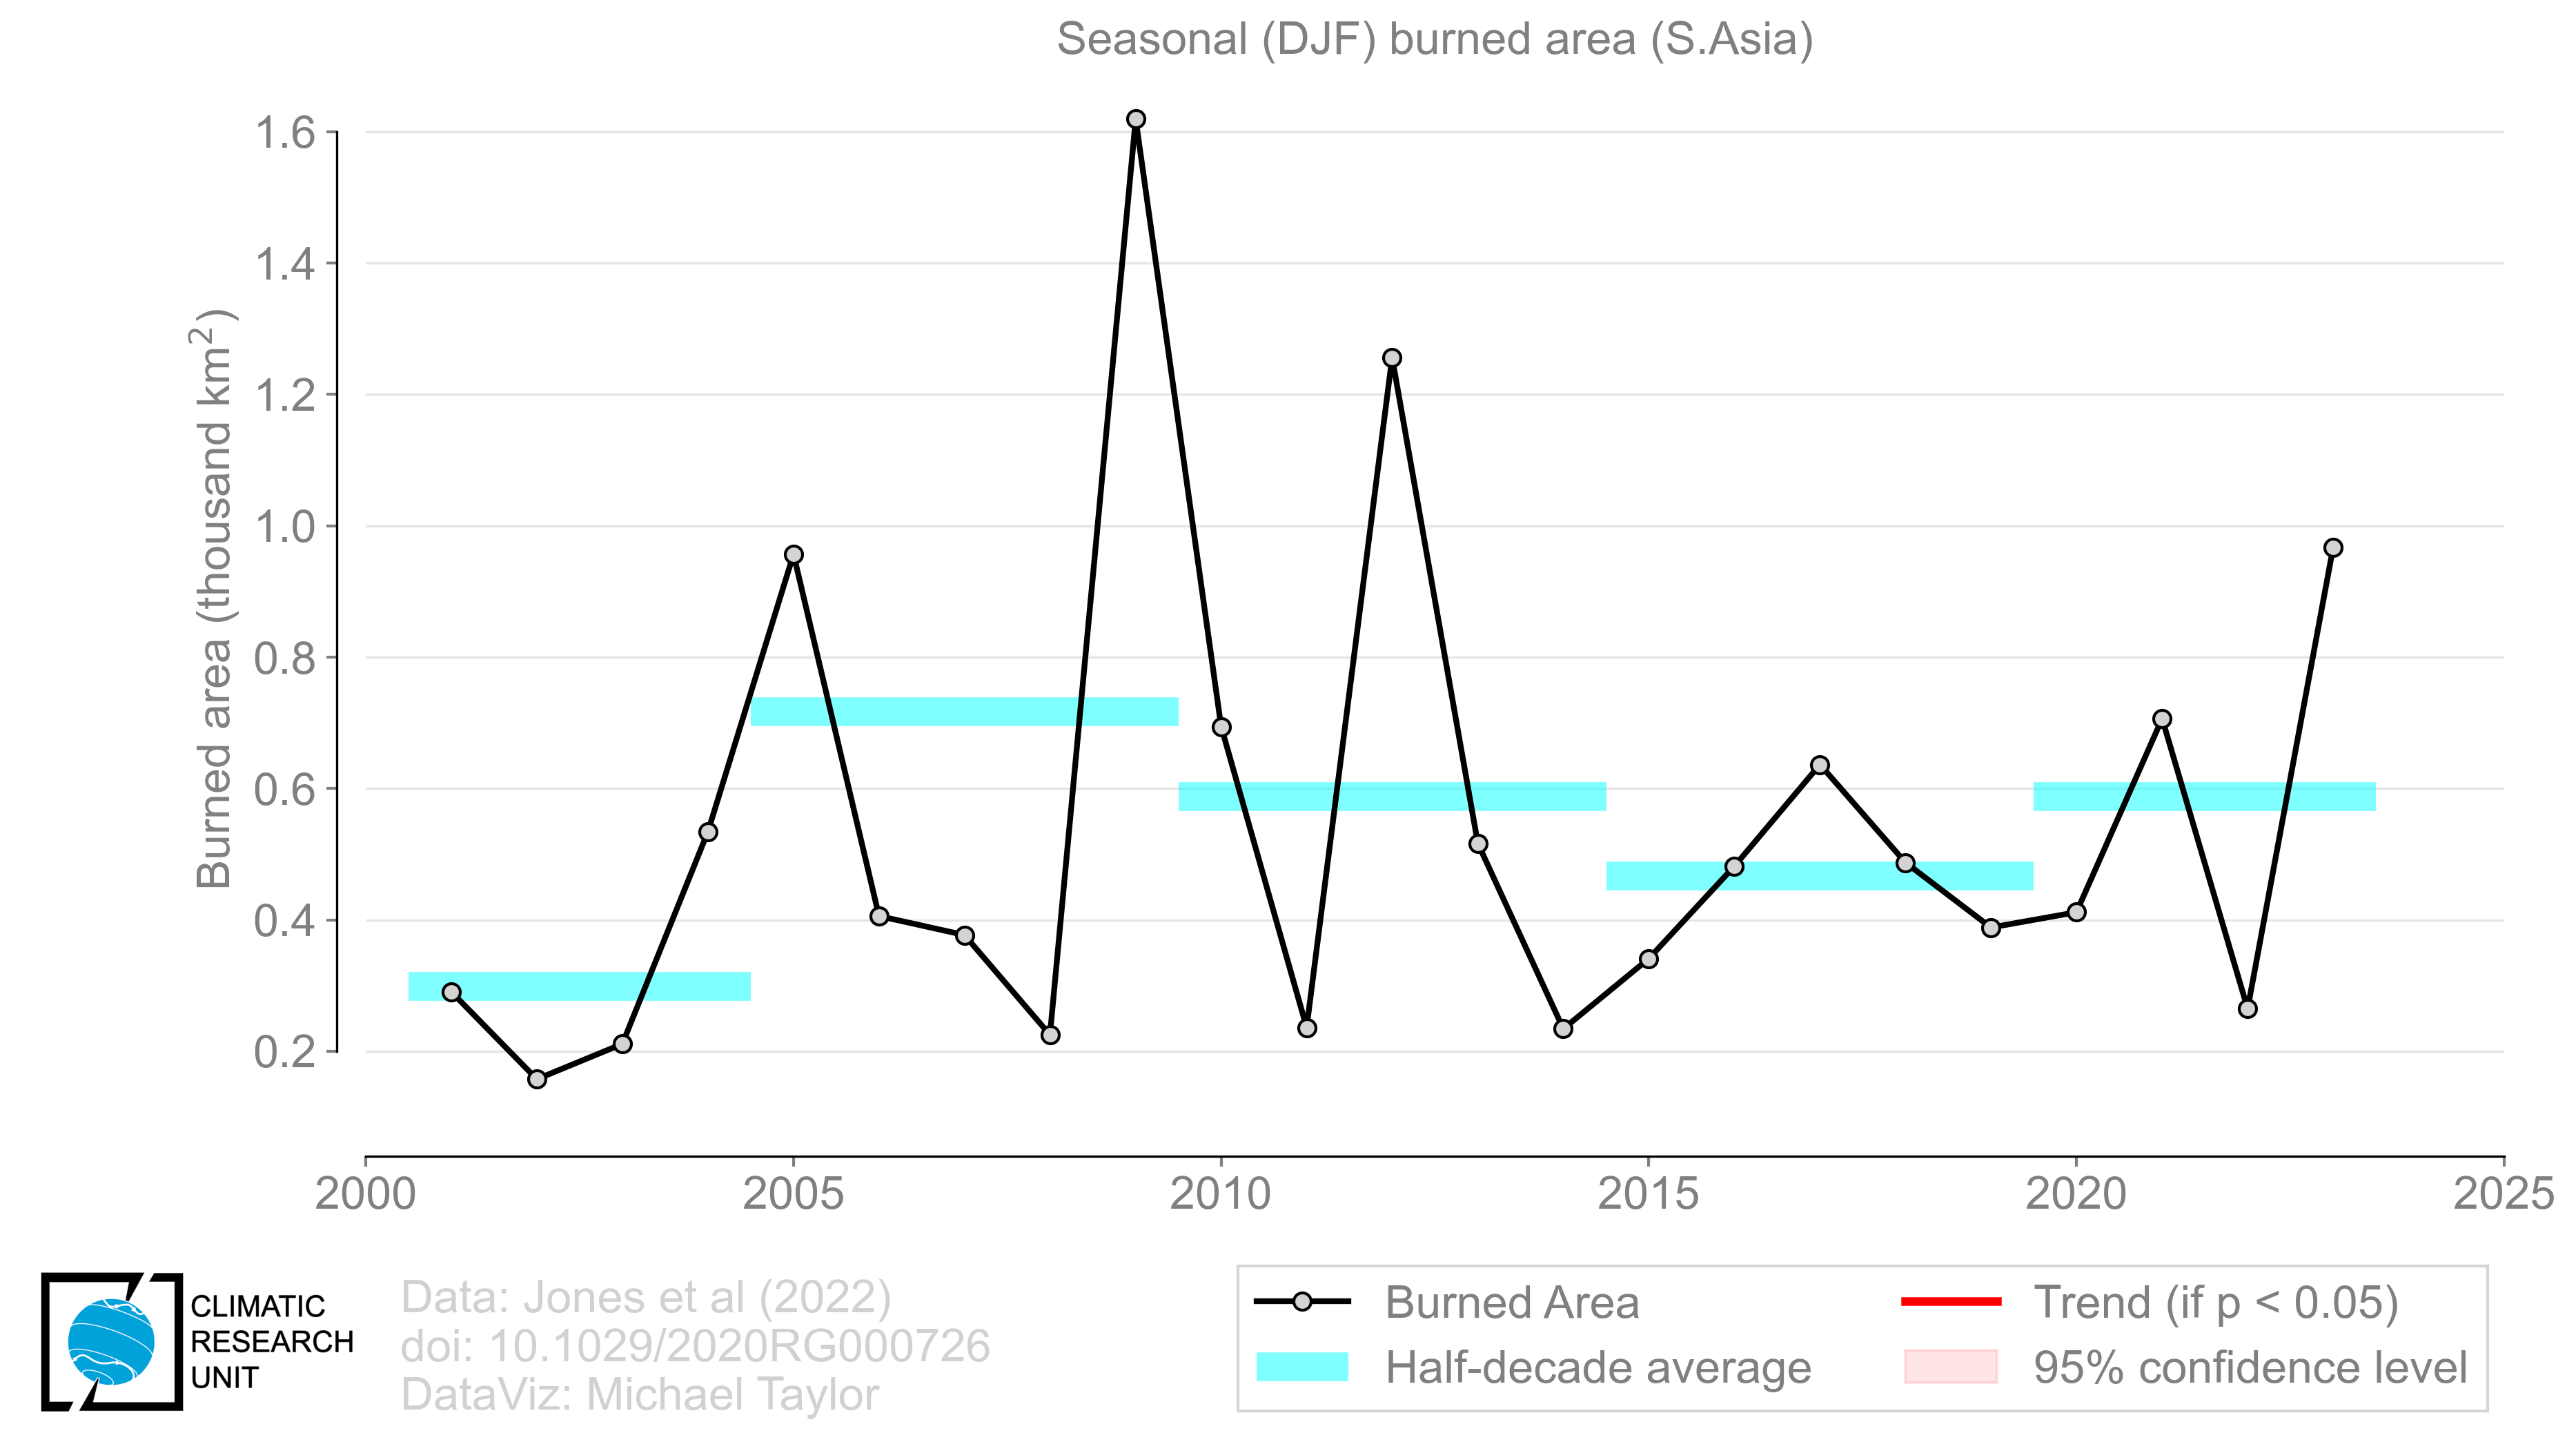 Seasonal (DJF) burned area (S.Asia)
Burned area (thousand km²)
1.6
1.4
1.2
1.0
0.8
0.6
0.4
0.2
2000 2005 2010 2015 2020 2025
CLIMATIC
RESEARCH
UNIT
Data: Jones et al (2022)
doi: 10.1029/2020RG000726
DataViz: Michael Taylor
Burned Area
Half-decade average
Trend (if p < 0.05)
95% confidence level